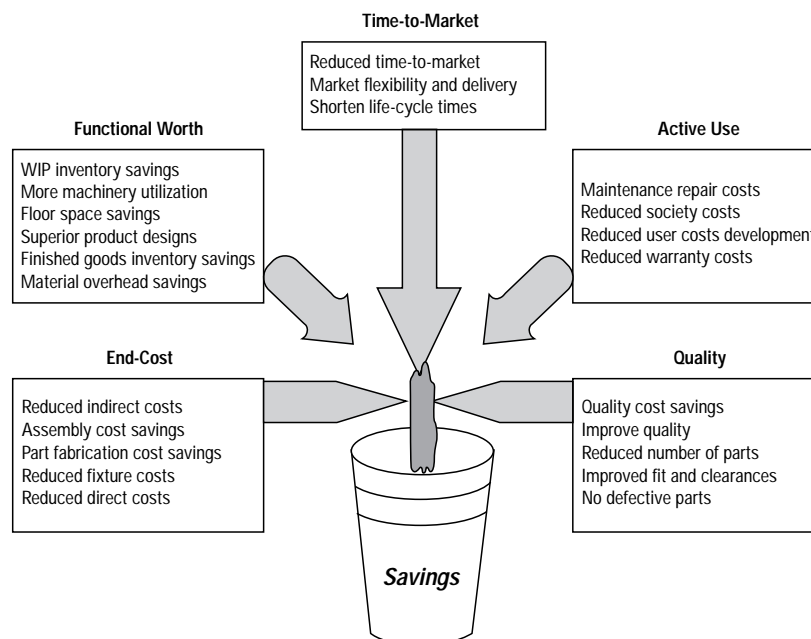 Time-to-Market
Reduced time-to-market
Market flexibility and delivery
Shorten life-cycle times
Functional Worth
WIP inventory savings
More machinery utilization
Floor space savings
Superior product designs
Finished goods inventory savings
Material overhead savings
Active Use
Maintenance repair costs
Reduced society costs
Reduced user costs development
Reduced warranty costs
End-Cost
Reduced indirect costs
Assembly cost savings
Part fabrication cost savings
Reduced fixture costs
Reduced direct costs
Quality
Quality cost savings
Improve quality
Reduced number of parts
Improved fit and clearances
No defective parts
Savings